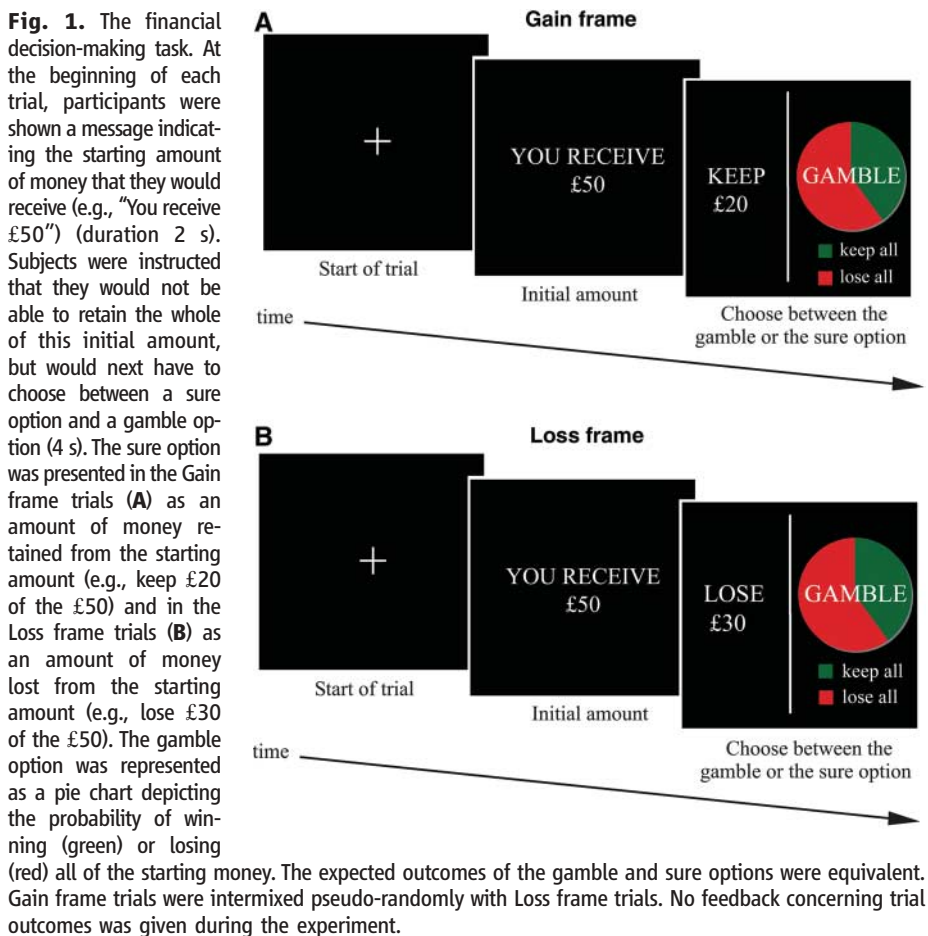 Fig. 1. The financial
decision-making task. At
the beginning of each
trial, participants were
shown a message indicat-
ing the starting amount
of money that they would
receive (e.g., “You receive
£50”) (duration 2 s).
Subjects were instructed
that they would not be
able to retain the whole
of this initial amount,
but would next have to
choose between a sure
option and a gamble op-
tion (4 s). The sure option
was presented in the Gain
frame trials (A) as an
amount of money re-
tained from the starting
amount (e.g., keep £20
of the £50) and in the
Loss frame trials (B) as
an amount of money
lost from the starting
amount (e.g., lose £30
of the £50). The gamble
option was represented
as a pie chart depicting
the probability of win-
ning (green) or losing
(red) all of the starting money. The expected outcomes of the gamble and sure options were equivalent.
Gain frame trials were intermixed pseudo-randomly with Loss frame trials. No feedback concerning trial
outcomes was given during the experiment.
A
Gain frame
YOU RECEIVE
£50
KEEP
£20
GAMBLE
keep all
lose all
Start of trial
Initial amount
Choose between the
gamble or the sure option
time
B
Loss frame
YOU RECEIVE
£50
LOSE
£30
GAMBLE
keep all
lose all
Start of trial
Initial amount
Choose between the
gamble or the sure option
time